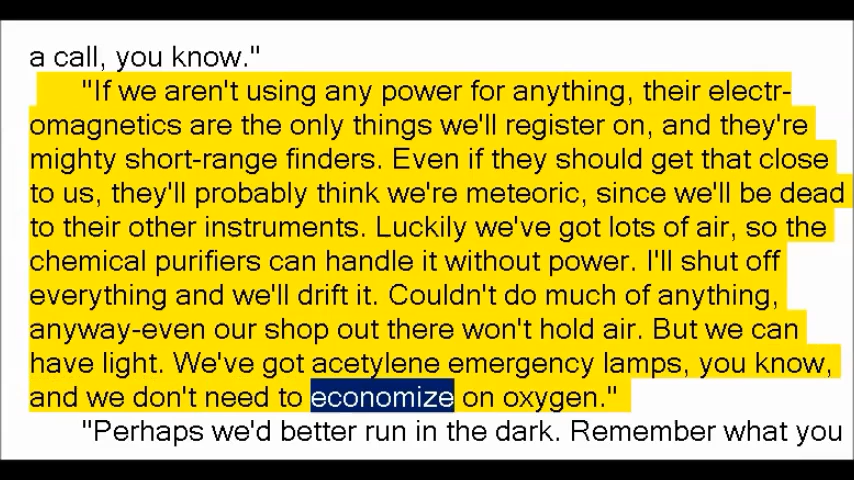 a call, you know."
"If we aren't using any power for anything, their electr-
omagnetics are the only things we'll register on, and they're
mighty short-range finders. Even if they should get that close
to us, they'll probably think we're meteoric, since we'll be dead
to their other instruments. Luckily we've got lots of air, so the
chemical purifiers can handle it without power. I'll shut off
everything and we'll drift it. Couldn't do much of anything,
anyway-even our shop out there won't hold air. But we can
have light. We've got acetylene emergency lamps, you know,
and we don't need to economize on oxygen."
"Perhaps we'd better run in the dark. Remember what you